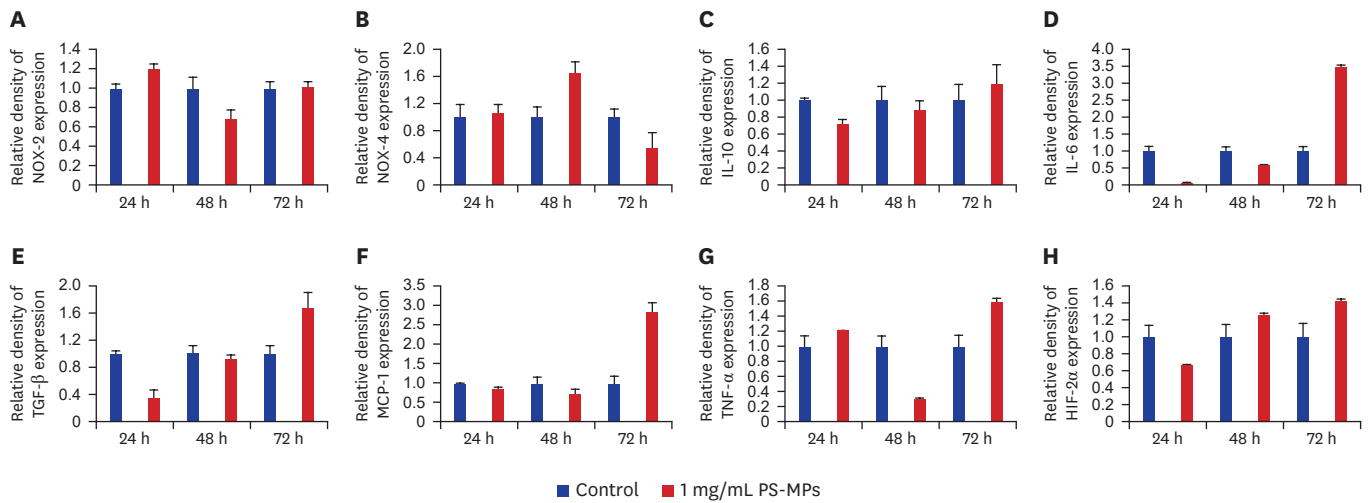 A
Relative density of
NOX-2 expression
1.4
1.2
1.0
0.8
0.6
0.4
0.2
0
24 h 48 h 72 h
B
Relative density of
NOX-4 expression
2.0
1.6
1.2
0.8
0.4
0
24 h 48 h 72 h
C
Relative density of
IL-10 expression
1.6
1.4
1.2
1.0
0.8
0.6
0.4
0.2
0
24 h 48 h 72 h
D
Relative density of
IL-6 expression
4.0
3.5
3.0
2.5
2.0
1.5
1.0
0.5
0
24 h 48 h 72 h
E
Relative density of
TGF-β expression
2.0
1.6
1.2
0.8
0.4
0
24 h 48 h 72 h
F
Relative density of
MCP-1 expression
3.5
3.0
2.5
2.0
1.5
1.0
0.5
0
24 h 48 h 72 h
G
Relative density of
TNF-α expression
1.8
1.6
1.4
1.2
1.0
0.8
0.6
0.4
0.2
0
24 h 48 h 72 h
H
Relative density of
HIF-2α expression
1.6
1.4
1.2
1.0
0.8
0.6
0.4
0.2
0
24 h 48 h 72 h
Control 1 mg/mL PS-MPs